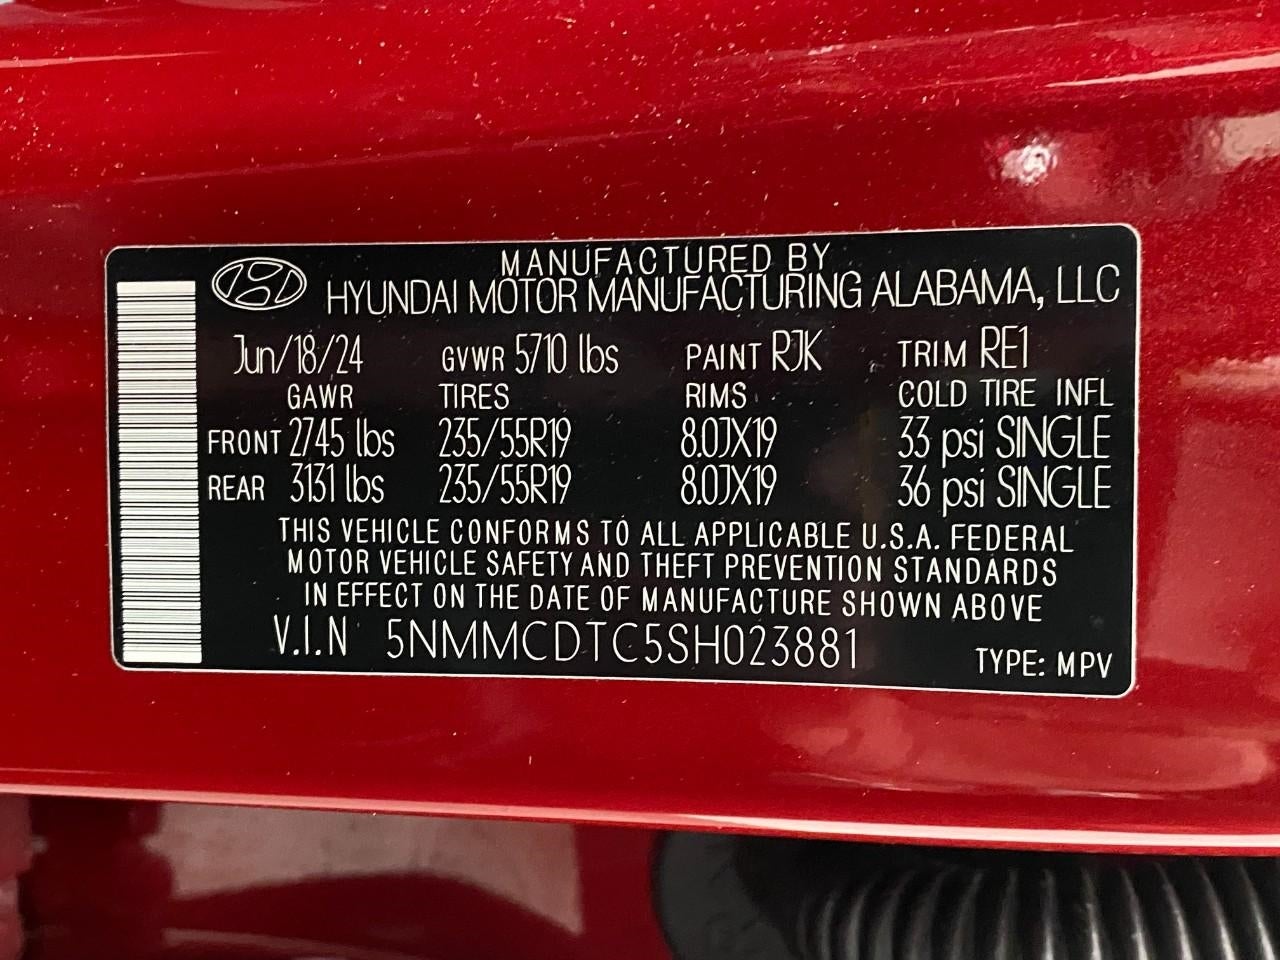 MANUFACTURED BY
HYUNDAI MOTOR MANUFACTURING ALABAMA, LLC
Jun/18/24 GVWR 5710 lbs PAINT RJK TRIM RE1
GAWR TIRES RIMS COLD TIRE INFL
FRONT 2745 lbs 235/55R19 8.0JX19 33 psi SINGLE
REAR 3131 lbs 235/55R19 8.0JX19 36 psi SINGLE
THIS VEHICLE CONFORMS TO ALL APPLICABLE U.S.A. FEDERAL
MOTOR VEHICLE SAFETY AND THEFT PREVENTION STANDARDS
IN EFFECT ON THE DATE OF MANUFACTURE SHOWN ABOVE
V.I.N 5NMMCDTC5SH023881 TYPE: MPV